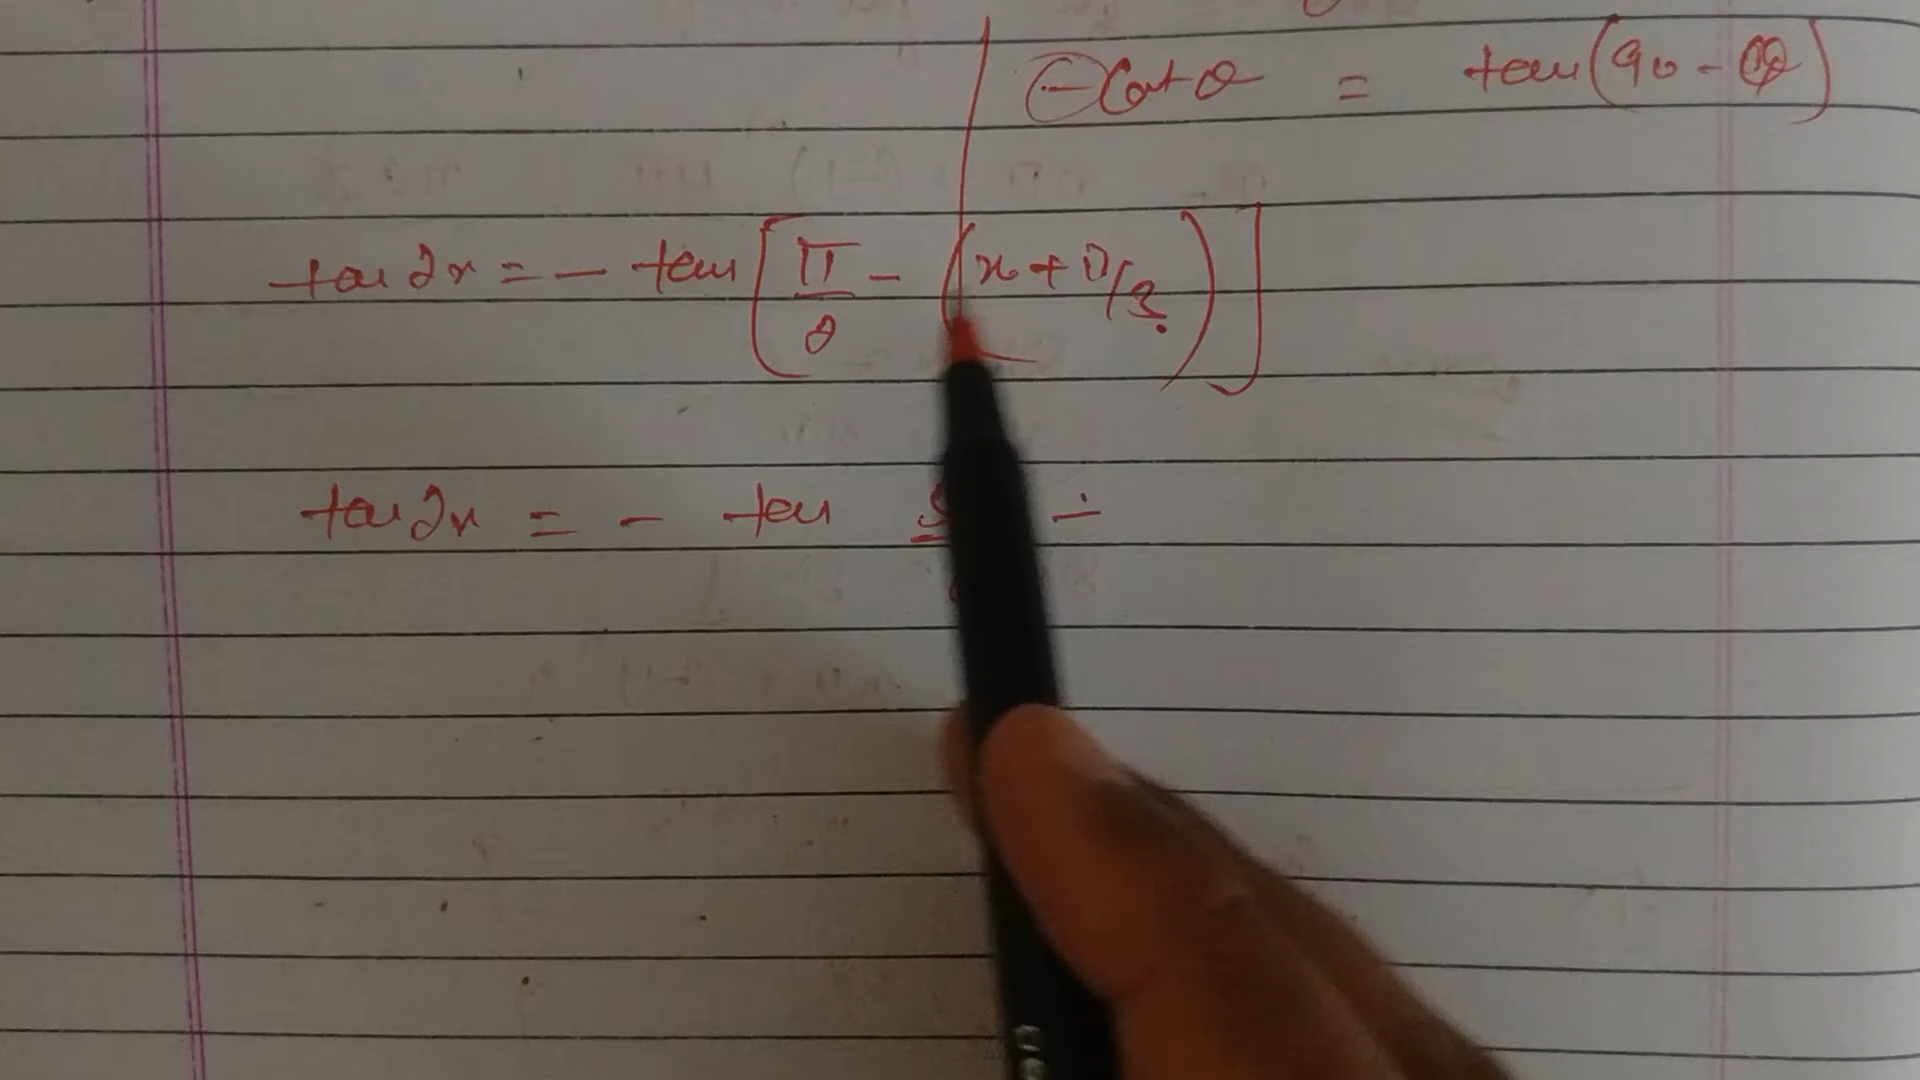 ⊖Cot θ = tan(90 - θ)
tan 2x = - tan[π/2 - (x + π/3)]
tan 2x = - tan